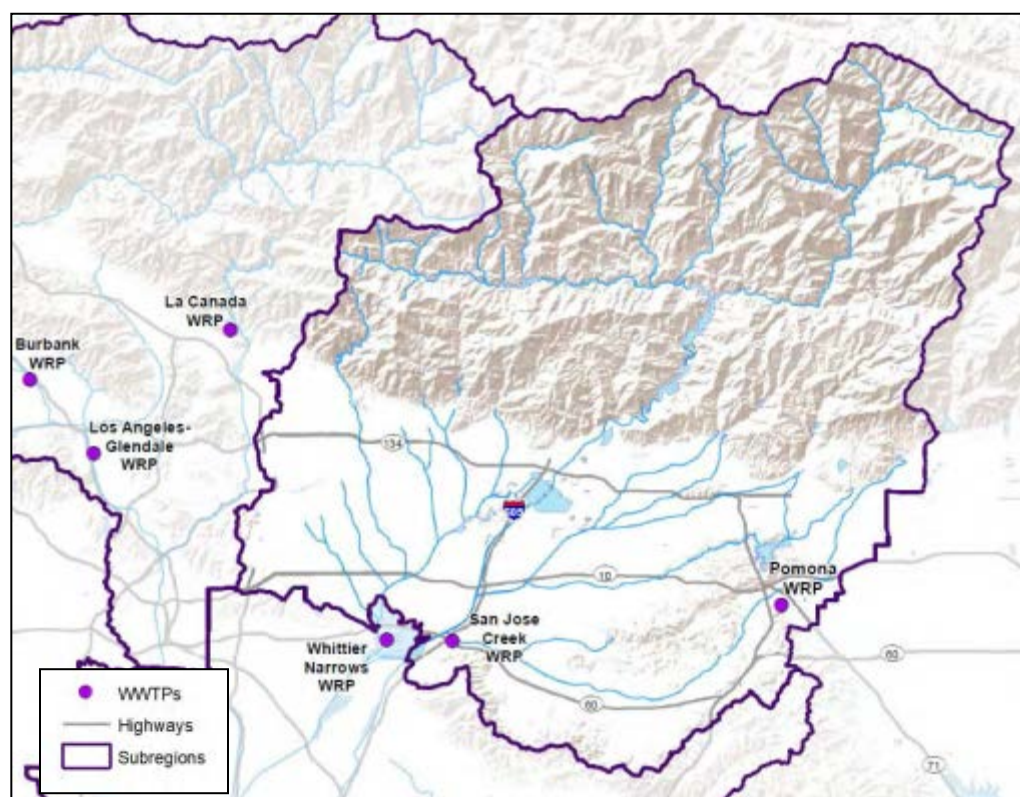 La Canada
WRP
Burbank
WRP
Los Angeles-
Glendale
WRP
134
10
Pomona
WRP
San Jose
Creek
WRP
Whittier
Narrows
WRP
60
60
71
WWTPs
Highways
Subregions